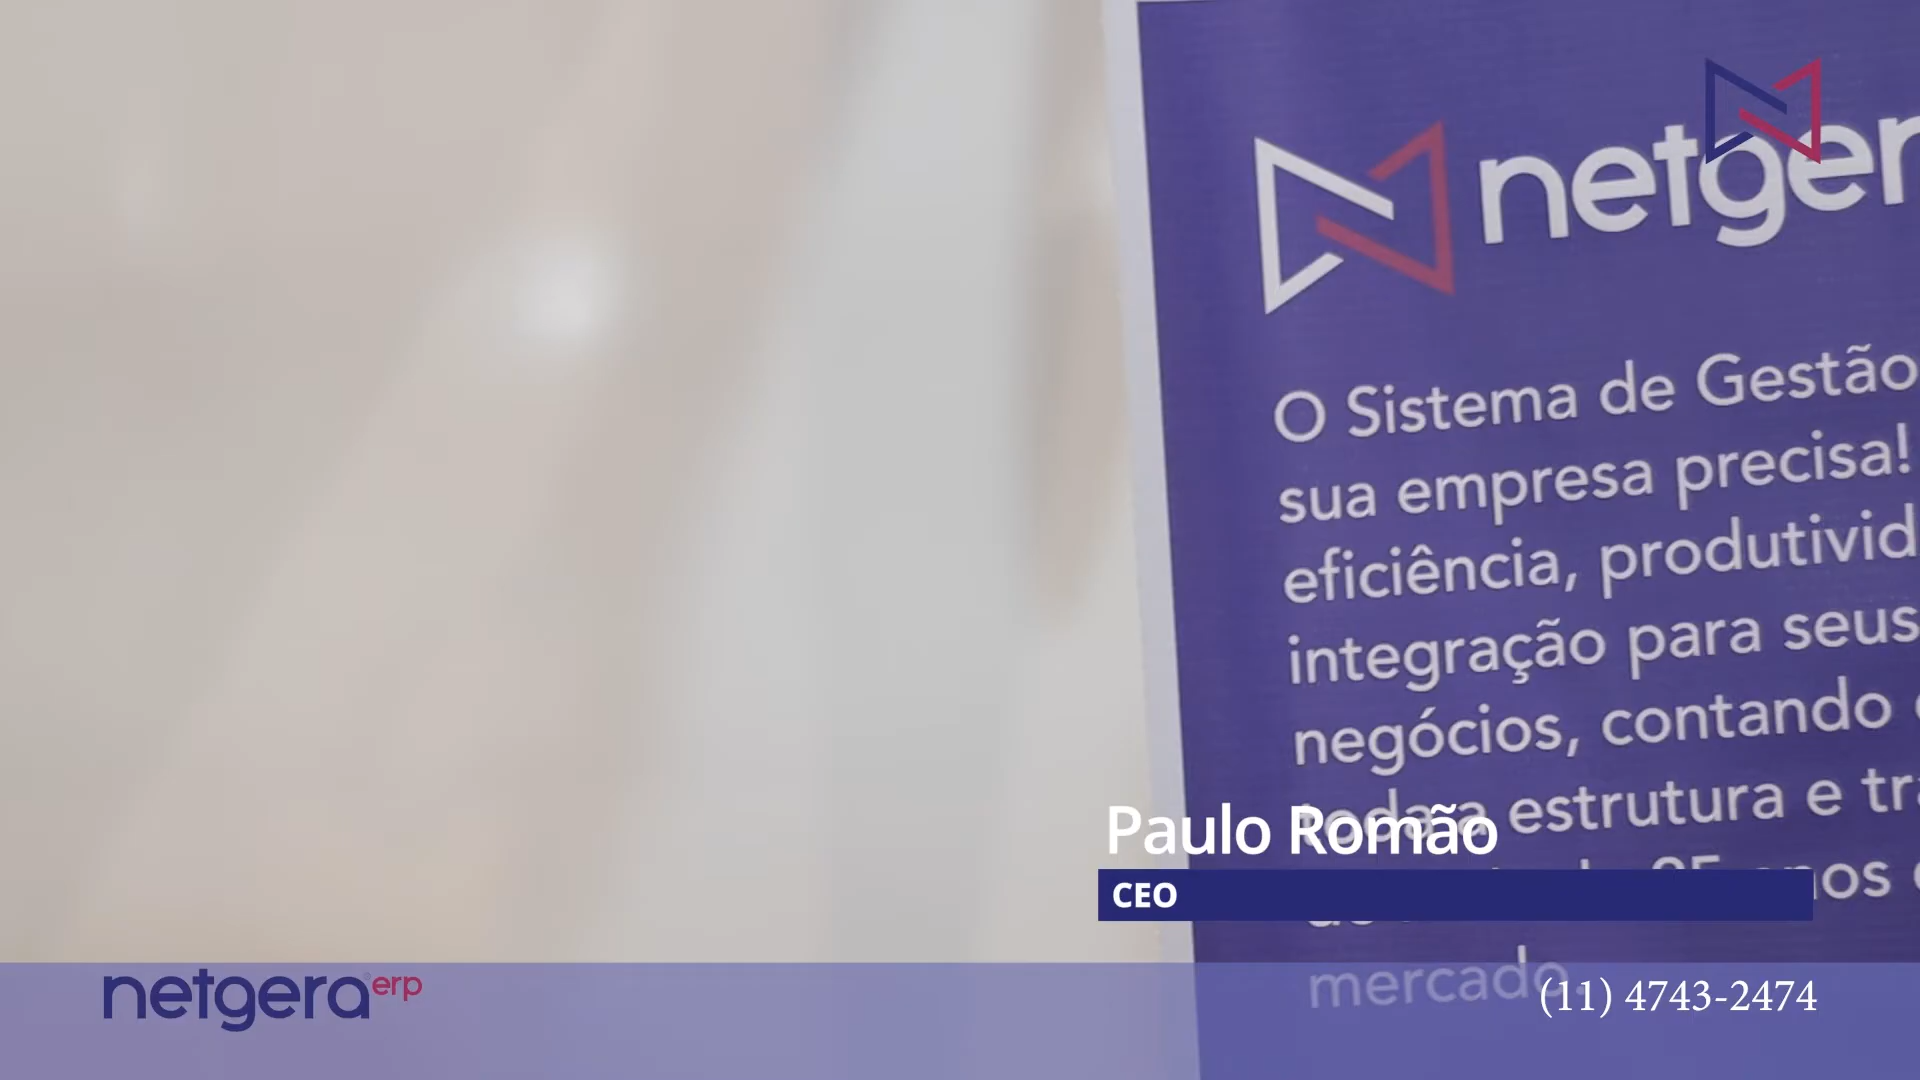 netger
O Sistema de Gestão
sua empresa precisa!
eficiência, produtivid
integração para seus
negócios, contando
toda a estrutura e tr
mercado.
Paulo Romão
CEO
netgera erp
(11) 4743-2474